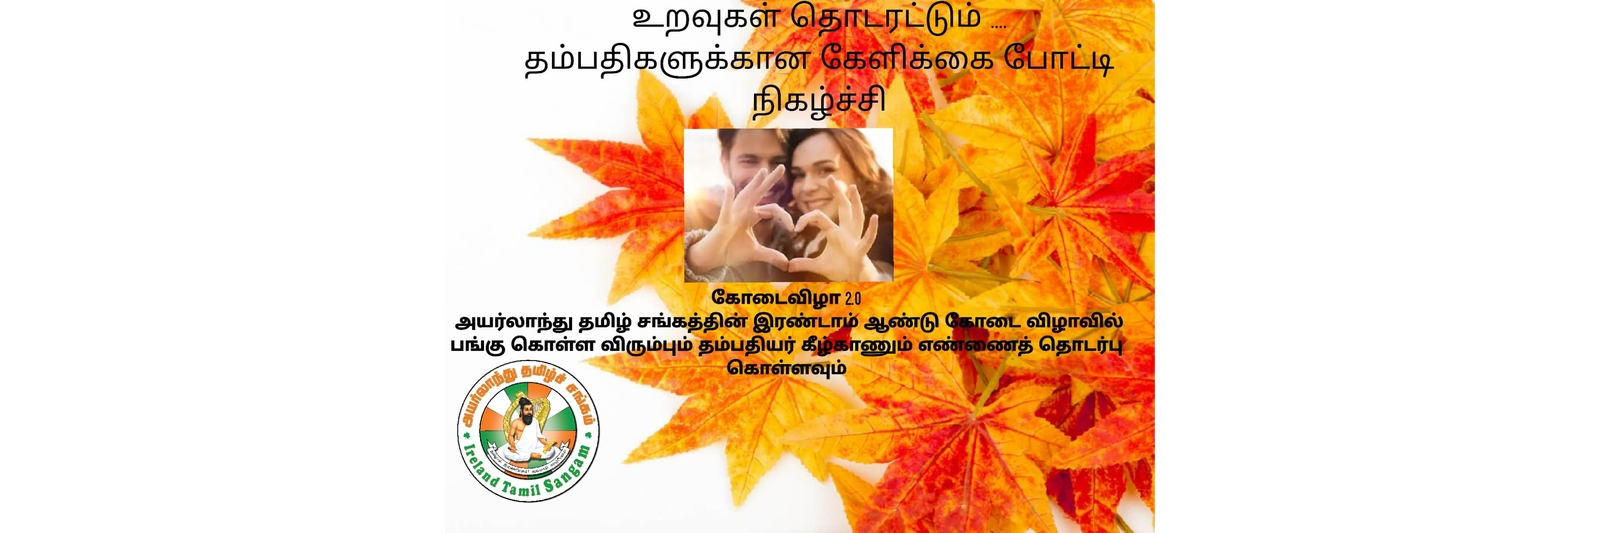 உறவுகள் தொடரட்டும் ....
தம்பதிகளுக்கான கேளிக்கை போட்டி
நிகழ்ச்சி
கோடைவிழா 2.0
அயர்லாந்து தமிழ் சங்கத்தின் இரண்டாம் ஆண்டு கோடை விழாவில்
பங்கு கொள்ள விரும்பும் தம்பதியர் கீழ்காணும் எண்ணைத் தொடர்பு
கொள்ளவும்
அயர்லாந்து தமிழ்ச் சங்கம்
Ireland Tamil Sangam